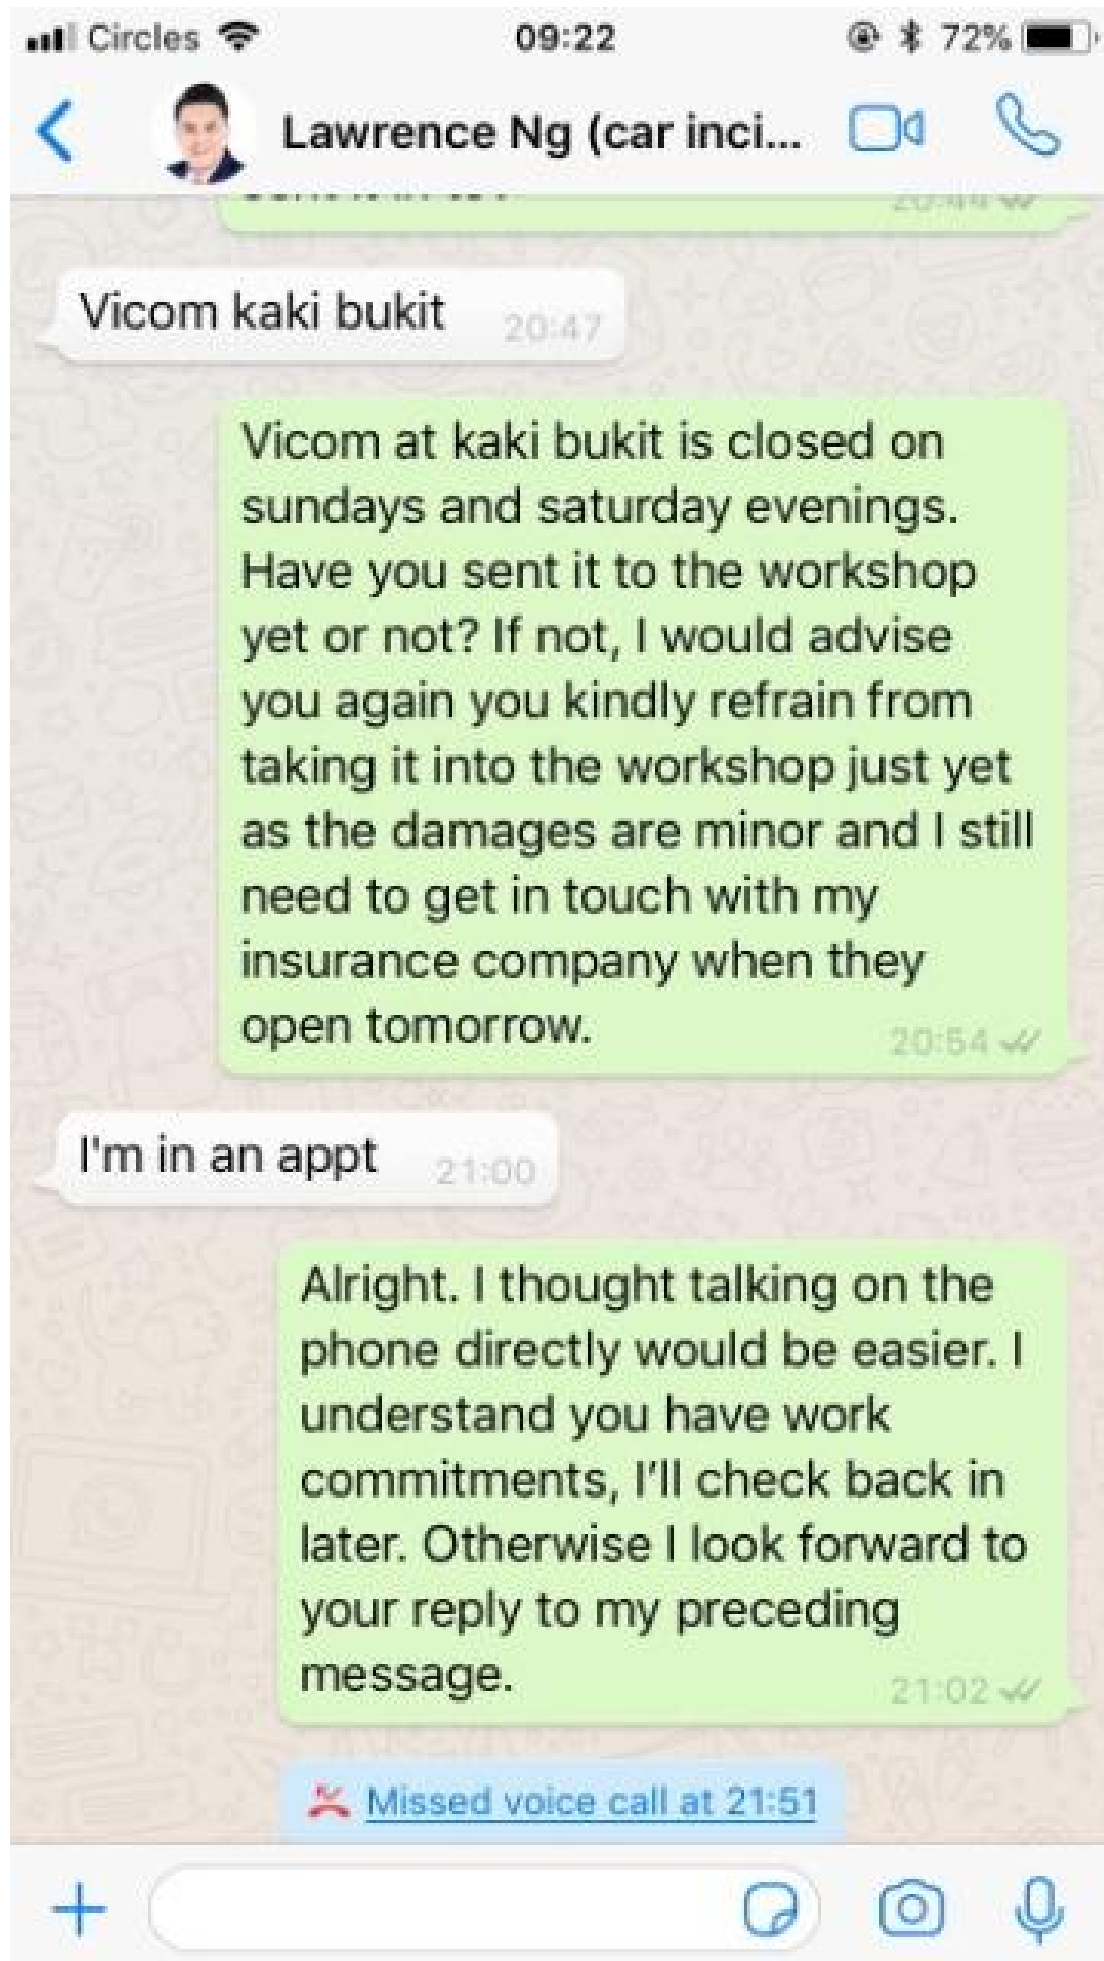 Circles
09:22
72%
Lawrence Ng (car inci...
20:44
Vicom kaki bukit
20:47
Vicom at kaki bukit is closed on
sundays and saturday evenings.
Have you sent it to the workshop
yet or not? If not, I would advise
you again you kindly refrain from
taking it into the workshop just yet
as the damages are minor and I still
need to get in touch with my
insurance company when they
open tomorrow.
20:54
I'm in an appt
21:00
Alright. I thought talking on the
phone directly would be easier. I
understand you have work
commitments, I'll check back in
later. Otherwise I look forward to
your reply to my preceding
message.
21:02
Missed voice call at 21:51